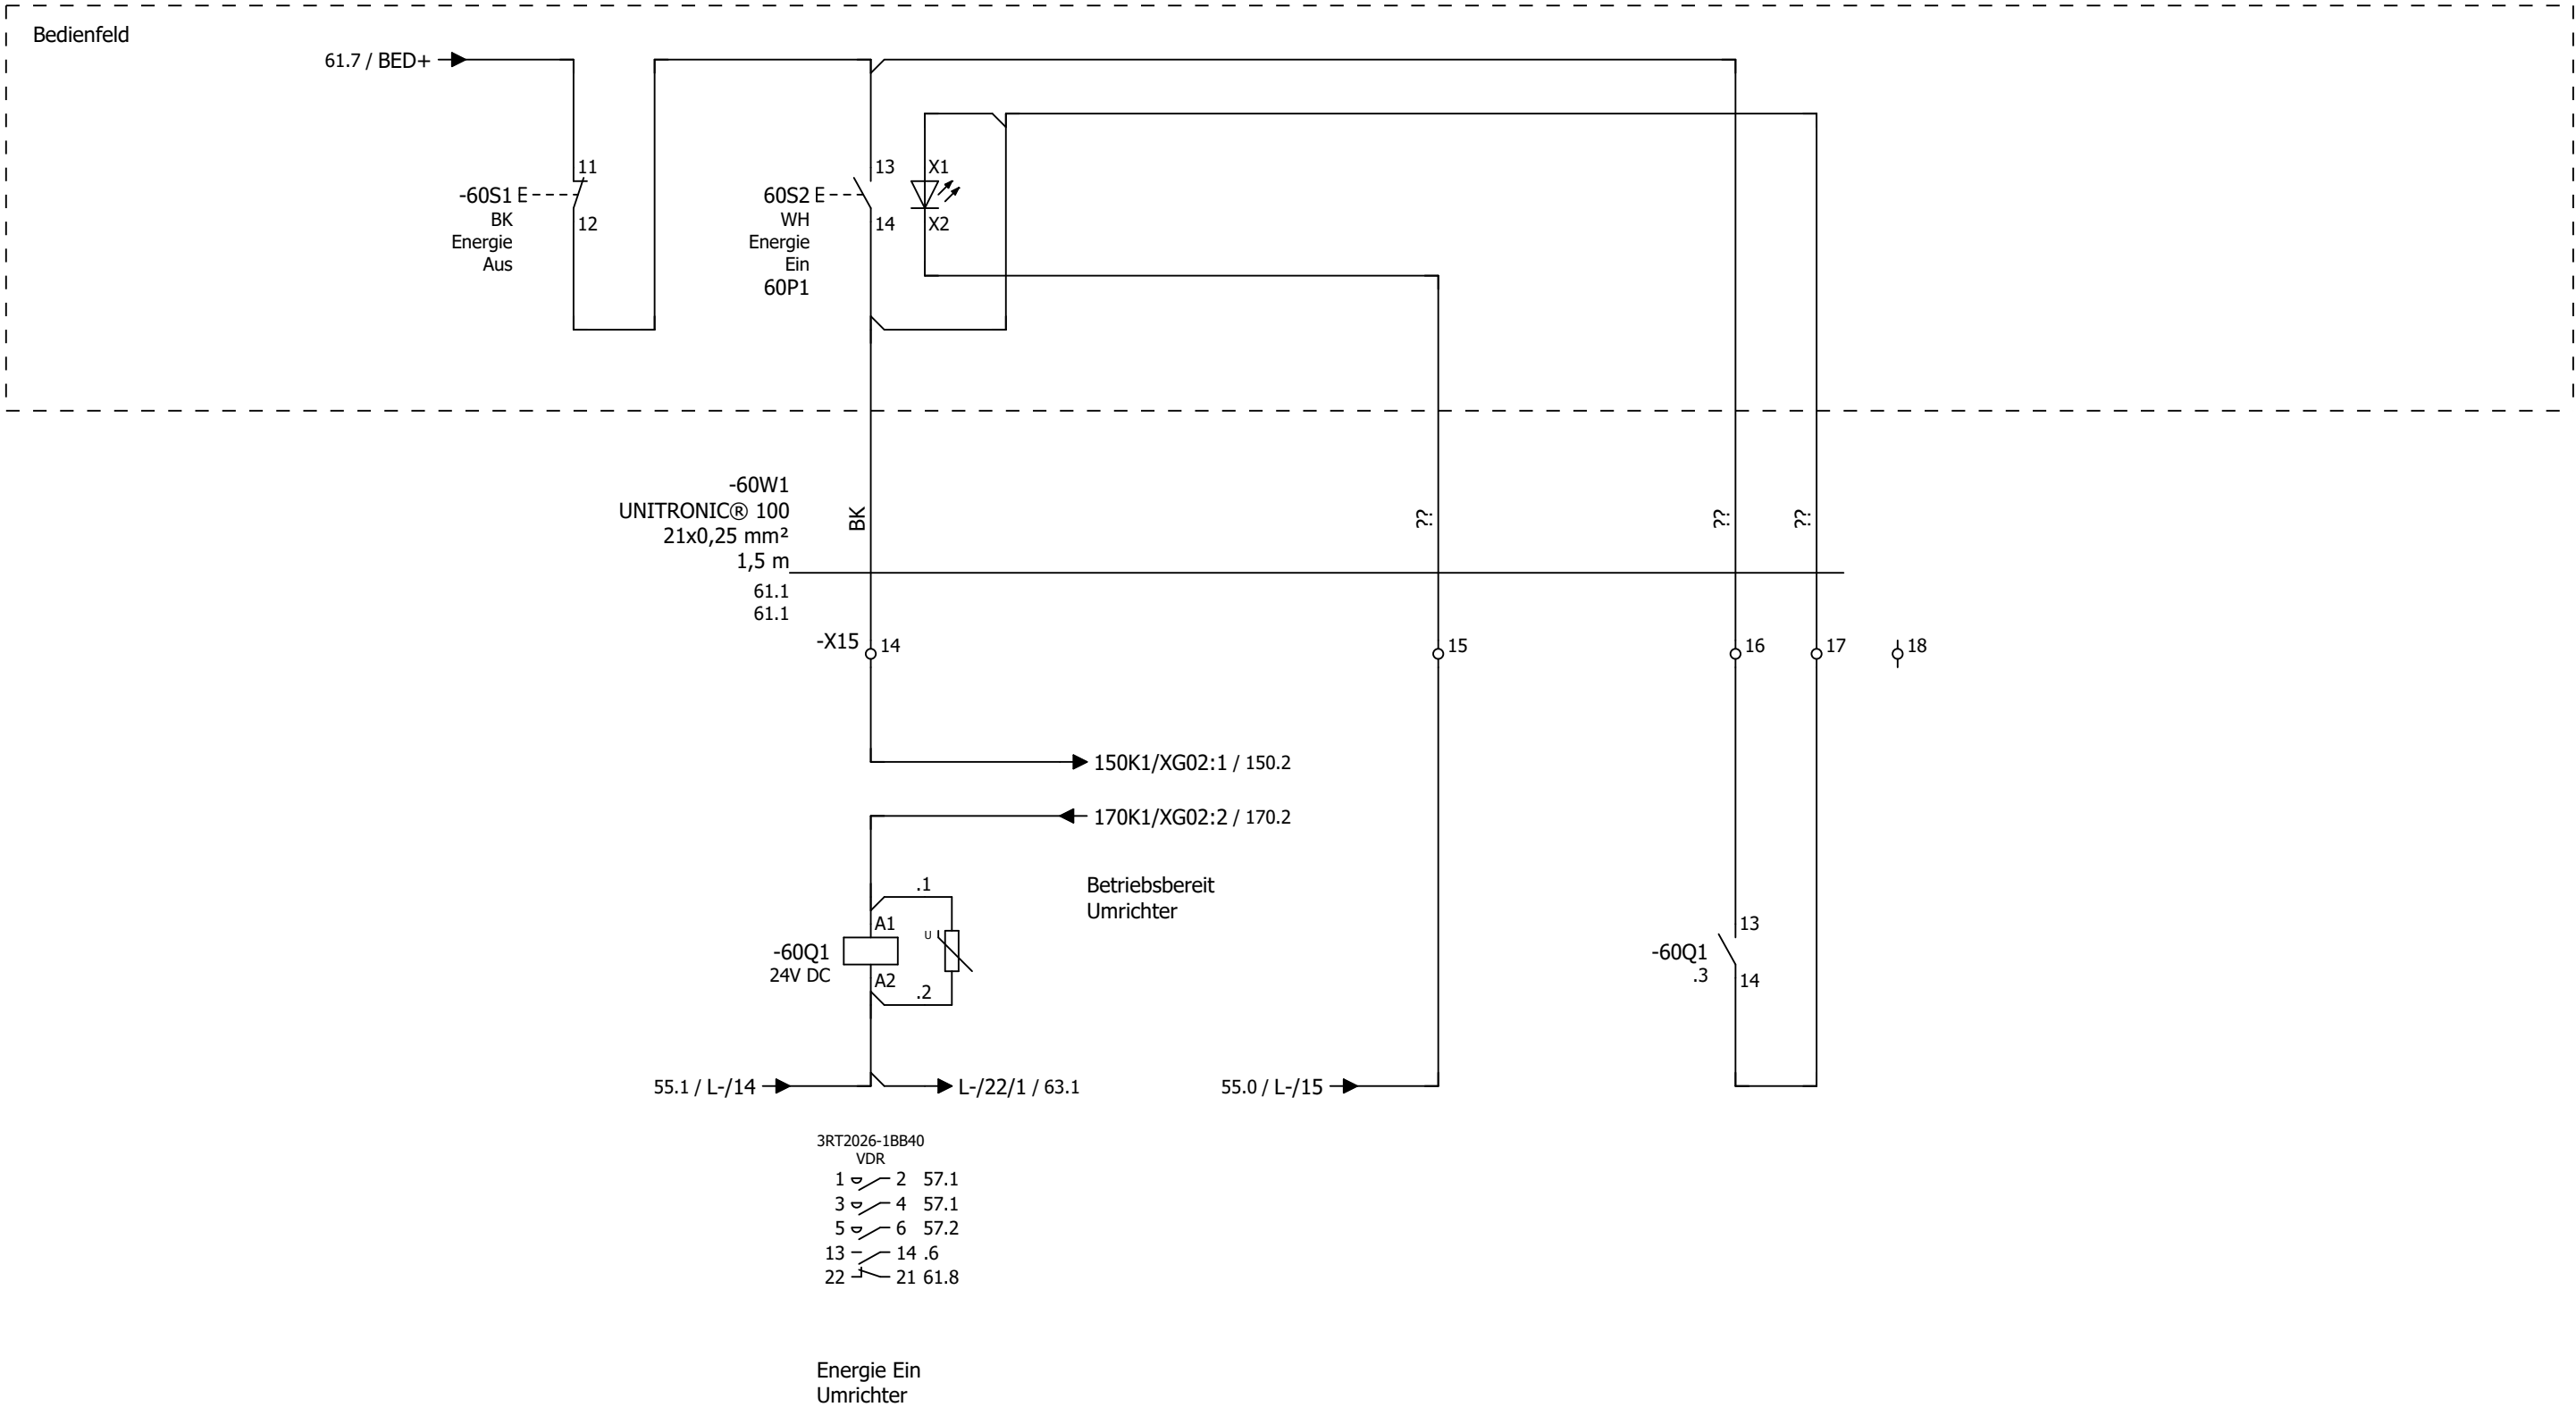 Bedienfeld
61.7 / BED+
11
-60S1 E
BK
12
Energie
Aus
13
60S2 E
WH
14
Energie
Ein
60P1
X1
X2
-60W1
UNITRONIC® 100
21x0,25 mm²
1,5 m
61.1
61.1
BK
??
??
??
-X15
14
15
16
17
18
150K1/XG02:1 / 150.2
170K1/XG02:2 / 170.2
Betriebsbereit
Umrichter
.1
A1
U
-60Q1
24V DC
A2
.2
13
-60Q1
.3
14
55.1 / L-/14
L-/22/1 / 63.1
55.0 / L-/15
3RT2026-1BB40
VDR
1 2 57.1
3 4 57.1
5 6 57.2
13 14 .6
22 21 61.8
Energie Ein
Umrichter